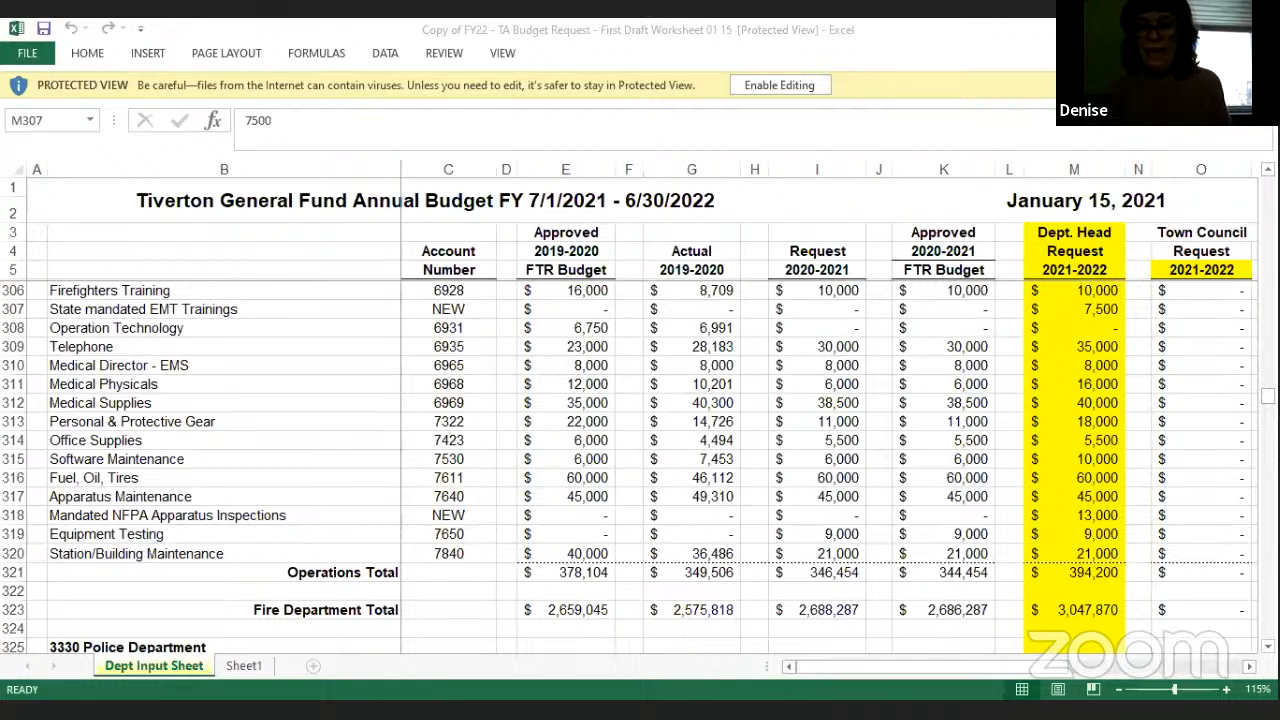 Copy of FY22 - TA Budget Request - First Draft Worksheet 01 15 [Protected View] - Excel
FILE HOME INSERT PAGE LAYOUT FORMULAS DATA REVIEW VIEW
PROTECTED VIEW Be careful—files from the Internet can contain viruses. Unless you need to edit, it's safer to stay in Protected View. Enable Editing
Denise
M307 fx 7500
A B C D E F G H I J K L M N O
1
2 Tiverton General Fund Annual Budget FY 7/1/2021 - 6/30/2022 January 15, 2021
3 Approved Approved Dept. Head Town Council
4 Account 2019-2020 Actual Request 2020-2021 Request Request
5 Number FTR Budget 2019-2020 2020-2021 FTR Budget 2021-2022 2021-2022
306 Firefighters Training 6928 $ 16,000 $ 8,709 $ 10,000 $ 10,000 $ 10,000 $ -
307 State mandated EMT Trainings NEW $ - $ - $ - $ - $ 7,500 $ -
308 Operation Technology 6931 $ 6,750 $ 6,991 $ - $ - $ - $ -
309 Telephone 6935 $ 23,000 $ 28,183 $ 30,000 $ 30,000 $ 35,000 $ -
310 Medical Director - EMS 6965 $ 8,000 $ 8,000 $ 8,000 $ 8,000 $ 8,000 $ -
311 Medical Physicals 6968 $ 12,000 $ 10,201 $ 6,000 $ 6,000 $ 16,000 $ -
312 Medical Supplies 6969 $ 35,000 $ 40,300 $ 38,500 $ 38,500 $ 40,000 $ -
313 Personal & Protective Gear 7322 $ 22,000 $ 14,726 $ 11,000 $ 11,000 $ 18,000 $ -
314 Office Supplies 7423 $ 6,000 $ 4,494 $ 5,500 $ 5,500 $ 5,500 $ -
315 Software Maintenance 7530 $ 6,000 $ 7,453 $ 6,000 $ 6,000 $ 10,000 $ -
316 Fuel, Oil, Tires 7611 $ 60,000 $ 46,112 $ 60,000 $ 60,000 $ 60,000 $ -
317 Apparatus Maintenance 7640 $ 45,000 $ 49,310 $ 45,000 $ 45,000 $ 45,000 $ -
318 Mandated NFPA Apparatus Inspections NEW $ - $ - $ - $ - $ 13,000 $ -
319 Equipment Testing 7650 $ - $ - $ 9,000 $ 9,000 $ 9,000 $ -
320 Station/Building Maintenance 7840 $ 40,000 $ 36,486 $ 21,000 $ 21,000 $ 21,000 $ -
321 Operations Total $ 378,104 $ 349,506 $ 346,454 $ 344,454 $ 394,200 $ -
322
323 Fire Department Total $ 2,659,045 $ 2,575,818 $ 2,688,287 $ 2,686,287 $ 3,047,870 $ -
324
325 3330 Police Department
zoom
Dept Input Sheet Sheet1
READY 115%